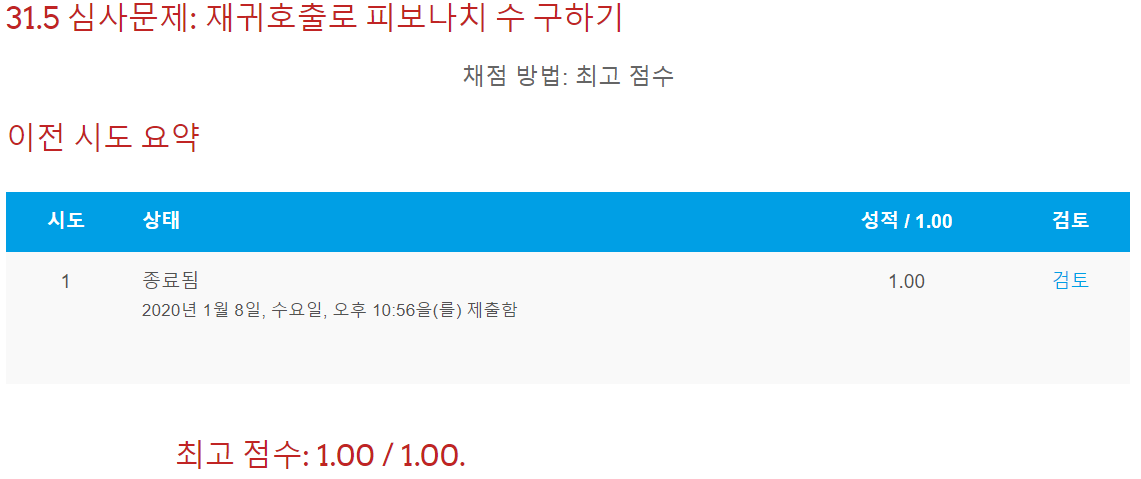 31.5 심사문제: 재귀호출로 피보나치 수 구하기
채점 방법: 최고 점수
이전 시도 요약
시도 상태 성적 / 1.00 검토
1 종료됨 1.00 검토
2020년 1월 8일, 수요일, 오후 10:56을(를) 제출함
최고 점수: 1.00 / 1.00.